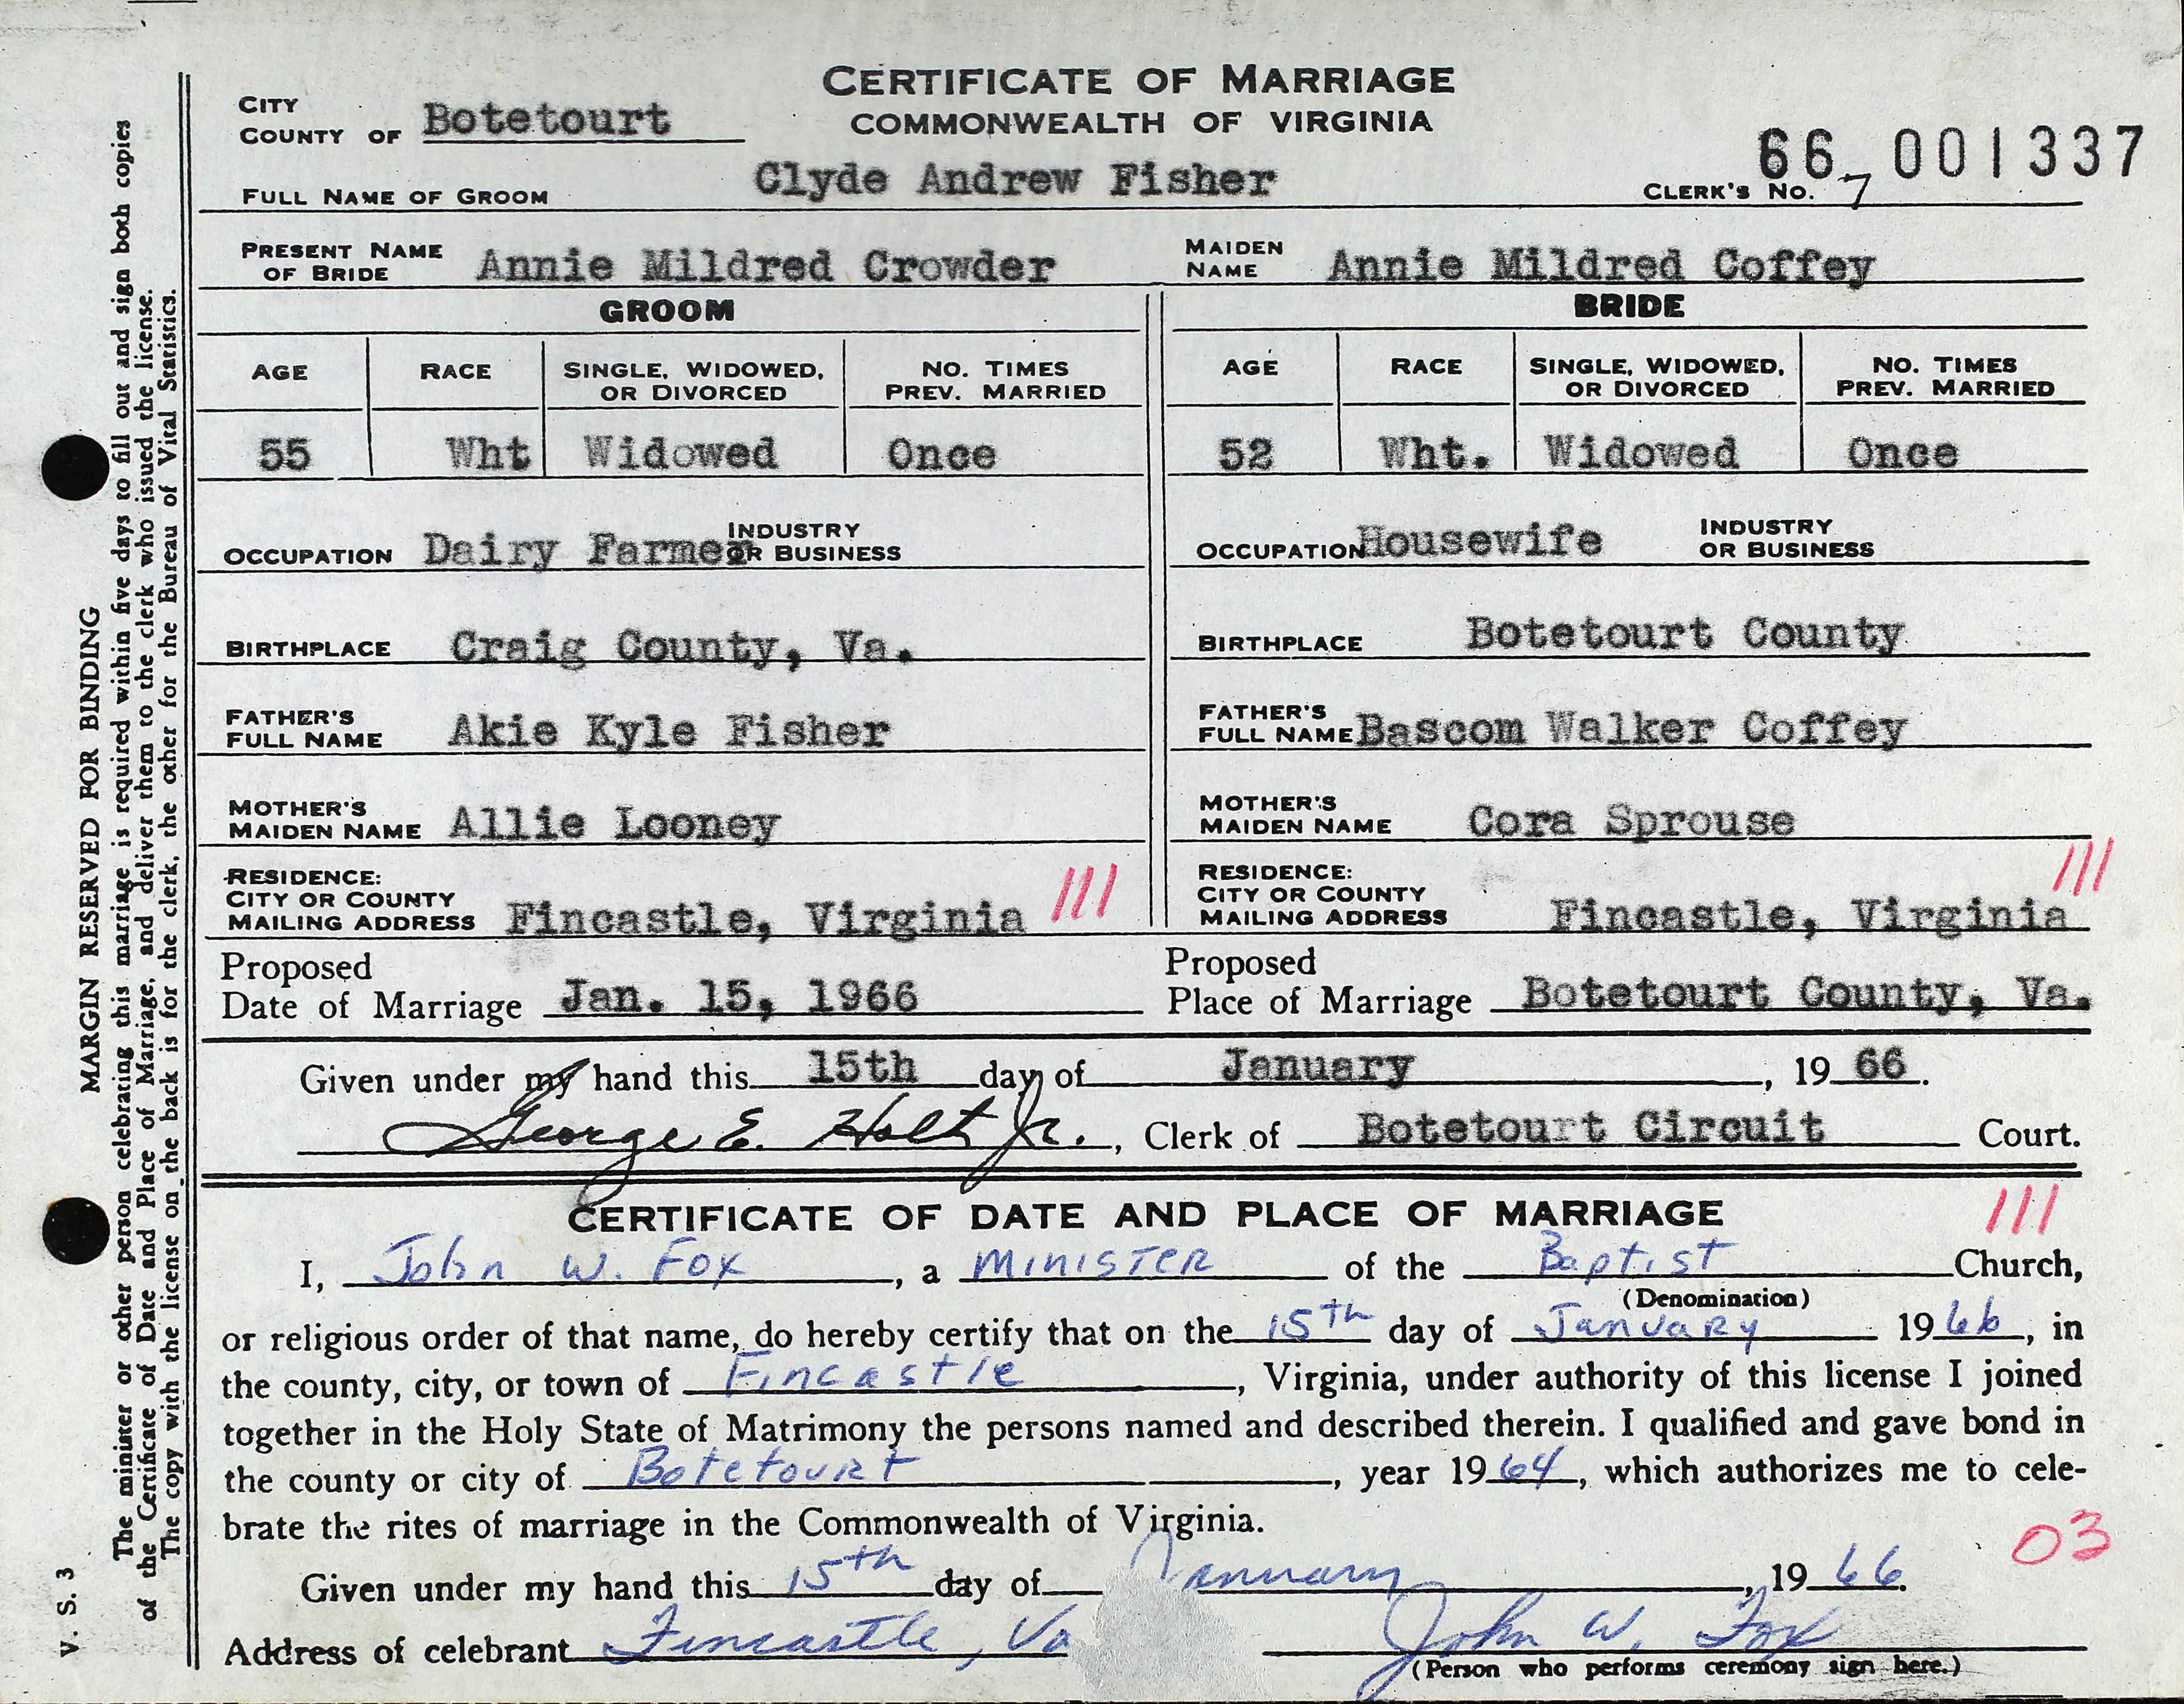 CERTIFICATE OF MARRIAGE
COMMONWEALTH OF VIRGINIA
CITY
COUNTY OF Botetourt
66 001337
FULL NAME OF GROOM Clyde Andrew Fisher CLERK'S NO. 7
PRESENT NAME OF BRIDE Annie Mildred Crowder MAIDEN NAME Annie Mildred Coffey
GROOM BRIDE
AGE RACE SINGLE, WIDOWED, OR DIVORCED NO. TIMES PREV. MARRIED AGE RACE SINGLE, WIDOWED, OR DIVORCED NO. TIMES PREV. MARRIED
55 Wht Widowed Once 52 Wht. Widowed Once
OCCUPATION Dairy Farmer INDUSTRY OR BUSINESS OCCUPATION Housewife INDUSTRY OR BUSINESS
BIRTHPLACE Craig County, Va. BIRTHPLACE Botetourt County
FATHER'S FULL NAME Akie Kyle Fisher FATHER'S FULL NAME Bascom Walker Coffey
MOTHER'S MAIDEN NAME Allie Looney MOTHER'S MAIDEN NAME Cora Sprouse
RESIDENCE: CITY OR COUNTY MAILING ADDRESS Fincastle, Virginia 111 RESIDENCE: CITY OR COUNTY MAILING ADDRESS Fincastle, Virginia 111
Proposed Date of Marriage Jan. 15, 1966 Proposed Place of Marriage Botetourt County, Va.
Given under my hand this 15th day of January, 19 66.
George E. Holt Jr., Clerk of Botetourt Circuit Court.
CERTIFICATE OF DATE AND PLACE OF MARRIAGE 111
I, John W. Fox, a MINISTER of the Baptist Church,
(Denomination)
or religious order of that name, do hereby certify that on the 15th day of January 1966, in
the county, city, or town of Fincastle, Virginia, under authority of this license I joined
together in the Holy State of Matrimony the persons named and described therein. I qualified and gave bond in
the county or city of Botetourt, year 1964, which authorizes me to cele-
brate the rites of marriage in the Commonwealth of Virginia.
03
Given under my hand this 15th day of January, 19 66.
Address of celebrant Fincastle, Va John W. Fox
(Person who performs ceremony sign here.)
MARGIN RESERVED FOR BINDING
The minister or other person celebrating this marriage is required within five days to fill out and sign both copies
of the Certificate of Date and Place of Marriage, and deliver them to the clerk who issued the license.
The copy with the license on the back is for the clerk, the other for the Bureau of Vital Statistics.
V. S. 3